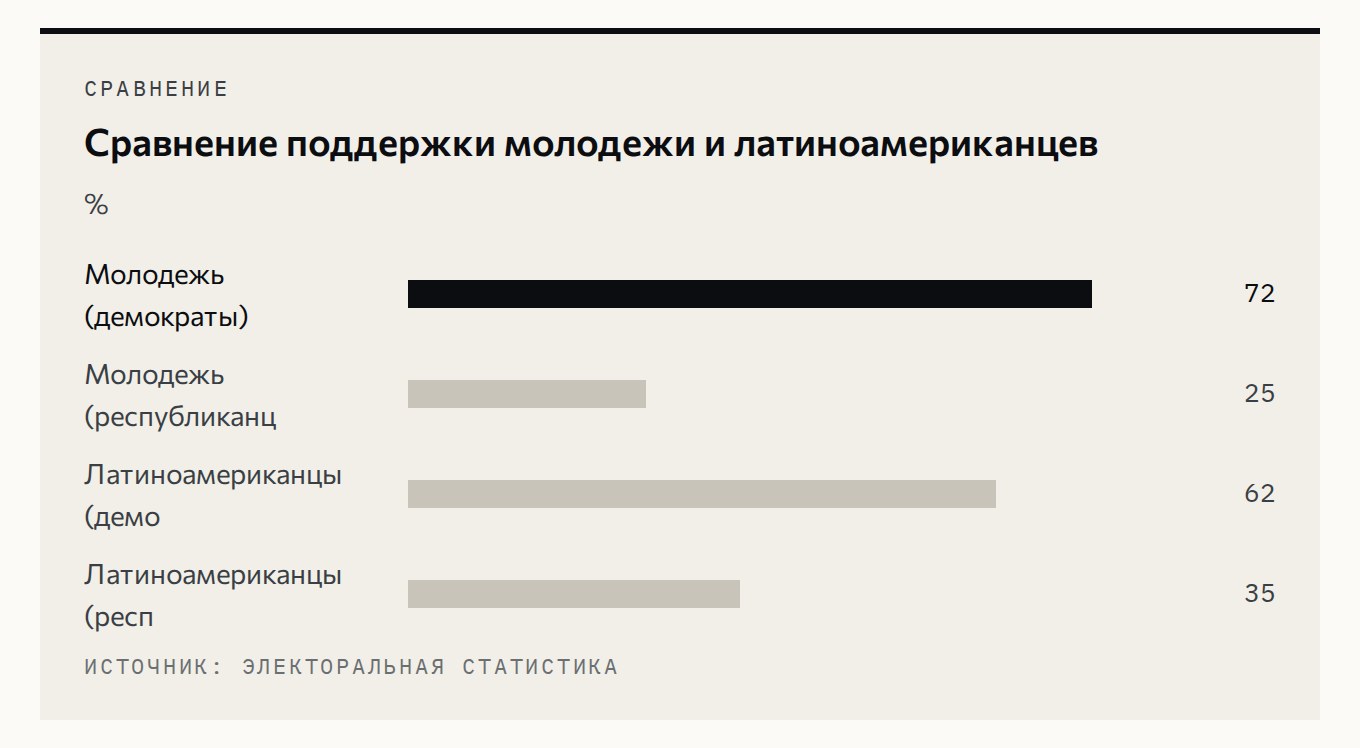 СРАВНЕНИЕ
Сравнение поддержки молодежи и латиноамериканцев
%
Молодежь
(демократы)
72
Молодежь
(республиканц
25
Латиноамериканцы
(демо
62
Латиноамериканцы
(респ
35
ИСТОЧНИК: ЭЛЕКТОРАЛЬНАЯ СТАТИСТИКА